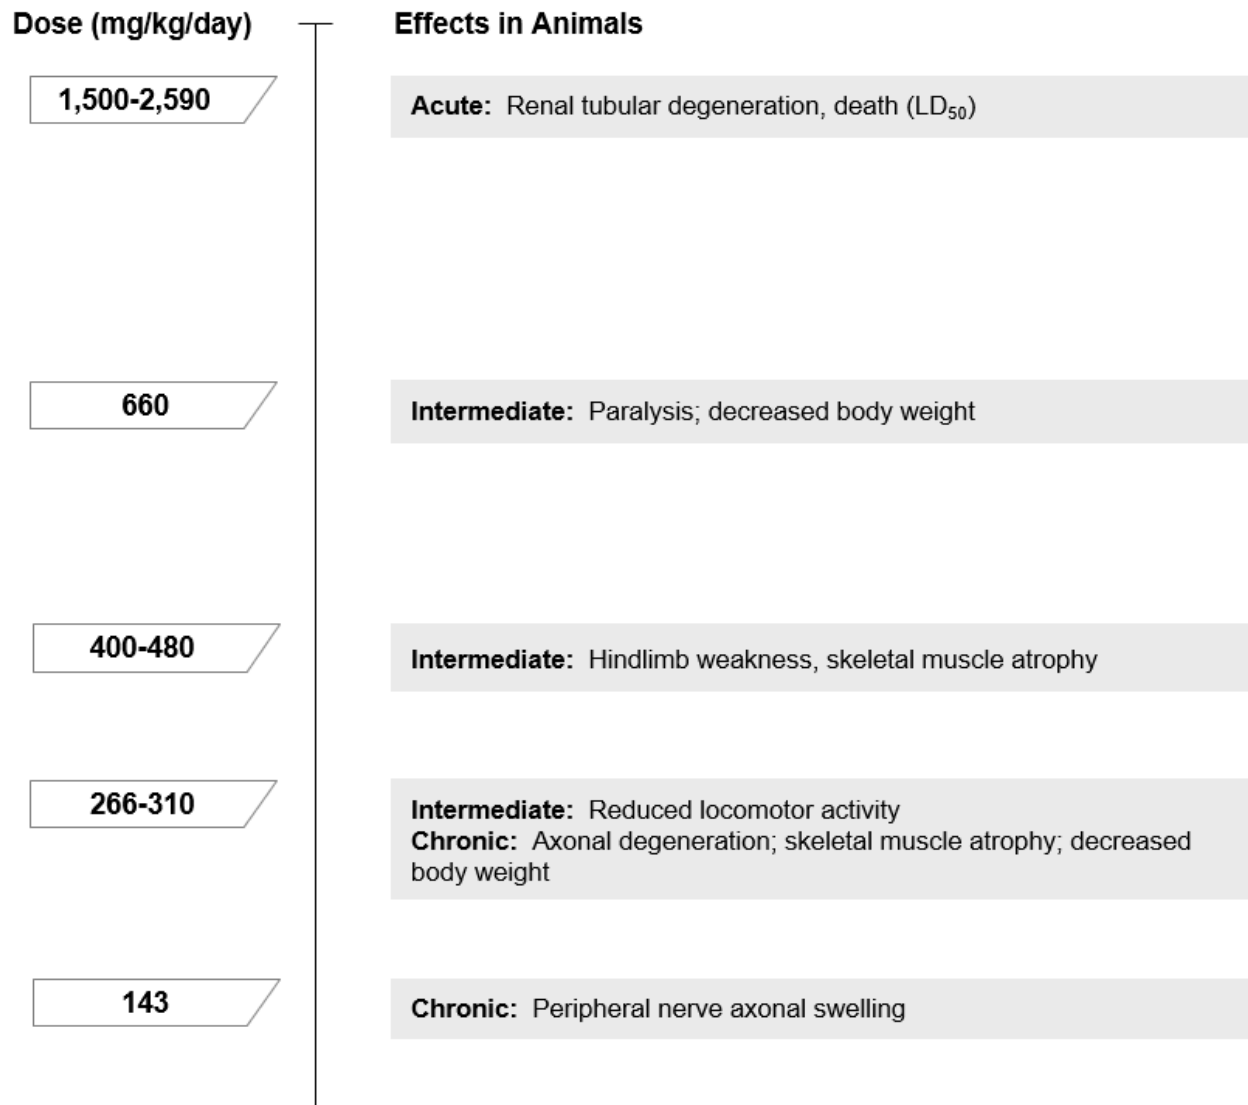 Dose (mg/kg/day)
Effects in Animals
1,500-2,590
Acute: Renal tubular degeneration, death (LD₅₀)
660
Intermediate: Paralysis; decreased body weight
400-480
Intermediate: Hindlimb weakness, skeletal muscle atrophy
266-310
Intermediate: Reduced locomotor activity
Chronic: Axonal degeneration; skeletal muscle atrophy; decreased
body weight
143
Chronic: Peripheral nerve axonal swelling